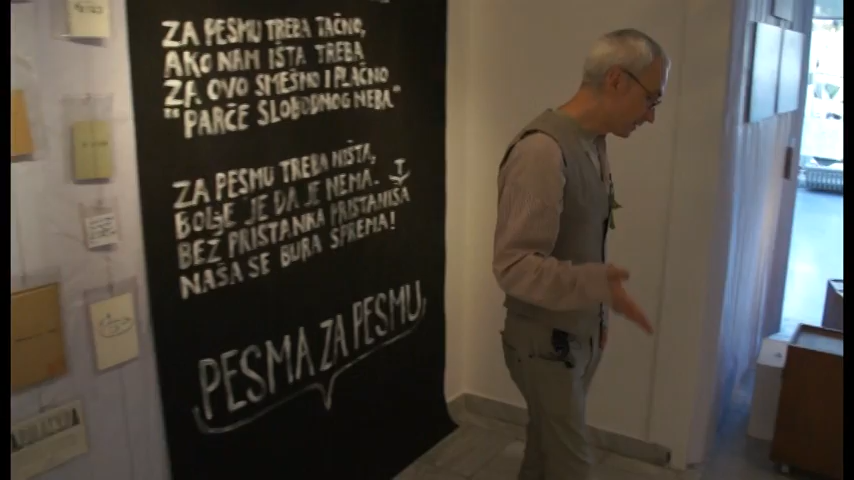 ZA PESMU TREBA TAČNO,
AKO NAM IŠTA TREBA
ZA OVO SMEŠNO I PLAČNO
"PARČE SLOBODNOG NEBA"
ZA PESMU TREBA NIŠTA,
BOLJE JE DA JE NEMA.
BEZ PRISTANKA PRISTANIŠA
NAŠA SE BURA SPREMA!
PESMA ZA PESMU